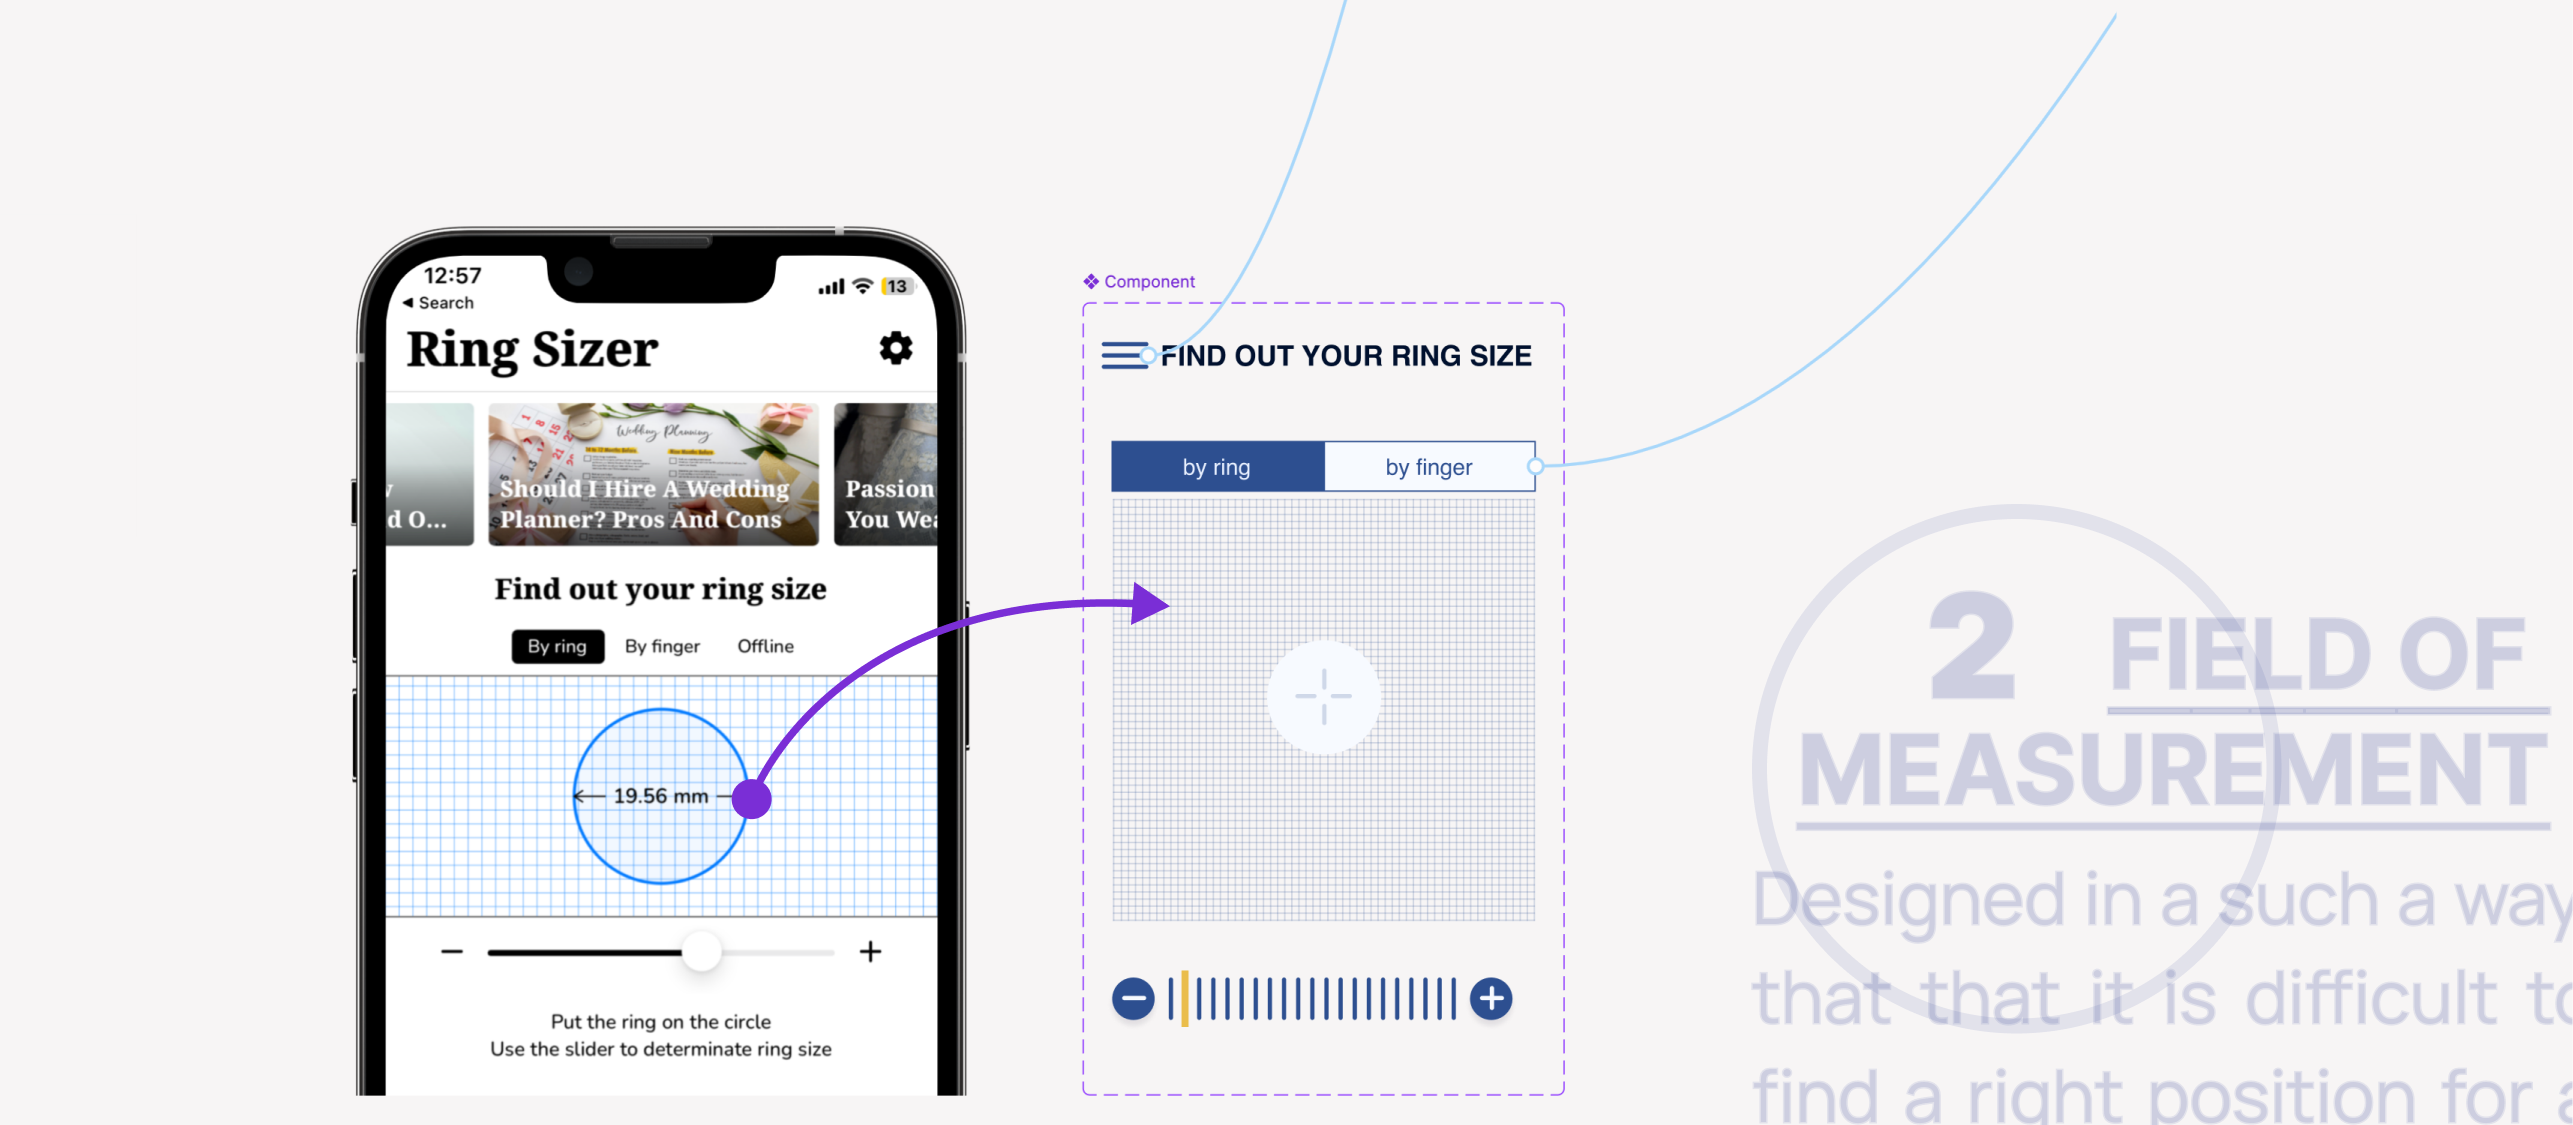 12:57
13
◀ Search
Ring Sizer
d O...
Wedding Planning
Should I Hire A Wedding
Planner? Pros And Cons
Passion
You
Find out your ring size
By ring
By finger
Offline
19.56 mm
Put the ring on the circle
Use the slider to determinate ring size
Component
FIND OUT YOUR RING SIZE
by ring
by finger
2 FIELD OF
MEASUREMENT
Designed in a such a way
that that it is difficult
find a right position for